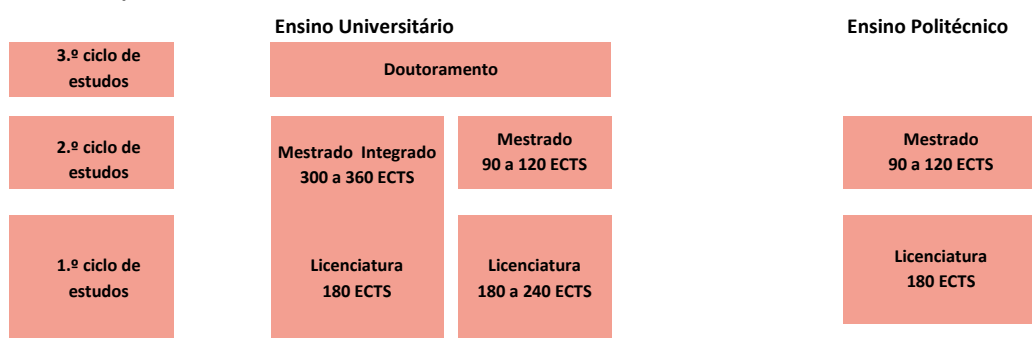 Ensino Universitário
Ensino Politécnico
3.º ciclo de
estudos
Doutoramento
2.º ciclo de
estudos
Mestrado Integrado
300 a 360 ECTS
Mestrado
90 a 120 ECTS
Mestrado
90 a 120 ECTS
1.º ciclo de
estudos
Licenciatura
180 ECTS
Licenciatura
180 a 240 ECTS
Licenciatura
180 ECTS